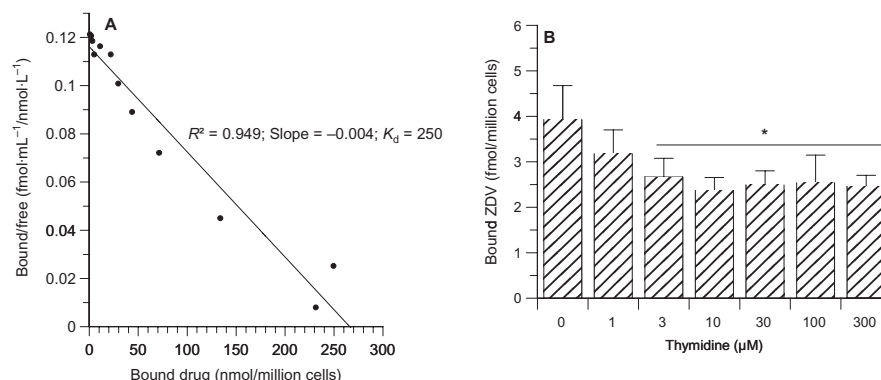 A
Bound/free (fmol·mL⁻¹/nmol·L⁻¹)
0.12
0.1
0.08
0.06
0.04
0.02
0
R² = 0.949; Slope = –0.004; Kd = 250
0 50 100 150 200 250 300
Bound drug (nmol/million cells)
B
Bound ZDV (fmol/million cells)
6
5
4
3
2
1
0
*
0 1 3 10 30 100 300
Thymidine (µM)